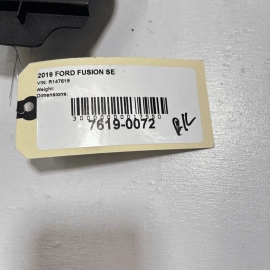 2019 FORD FUSION SE
VIN: R147619
Weight:
Dimensions:
7619-0072